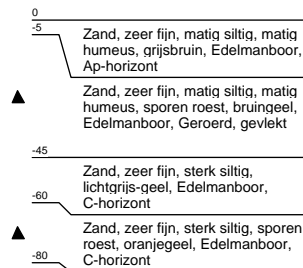 0
-5
Zand, zeer fijn, matig siltig, matig
humeus, grijsbruin, Edelmanboor,
Ap-horizont
Zand, zeer fijn, matig siltig, matig
humeus, sporen roest, bruingeel,
Edelmanboor, Geroerd, gevlekt
-45
Zand, zeer fijn, sterk siltig,
lichtgrijs-geel, Edelmanboor,
C-horizont
-60
Zand, zeer fijn, sterk siltig, sporen
roest, oranjegeel, Edelmanboor,
C-horizont
-80